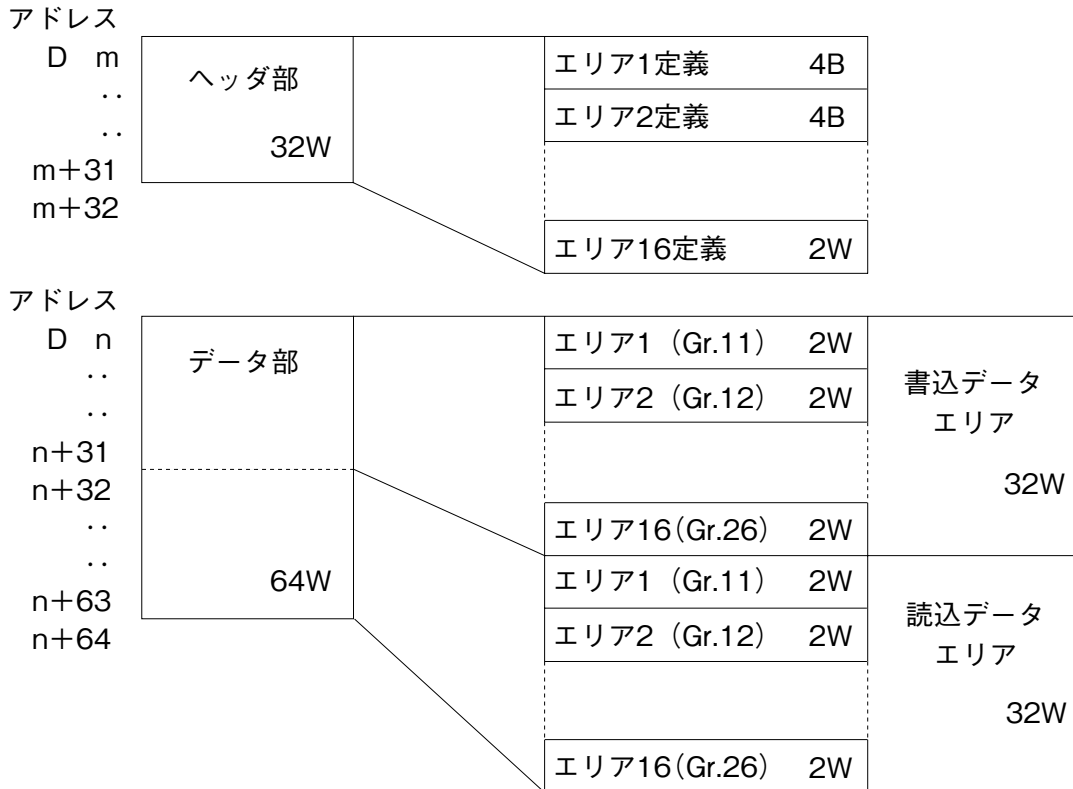 アドレス
D m
‥
‥
m+31
m+32
ヘッダ部
32W
エリア1定義 4B
エリア2定義 4B
エリア16定義 2W
アドレス
D n
‥
‥
n+31
n+32
‥
‥
n+63
n+64
データ部
64W
エリア1（Gr.11） 2W
エリア2（Gr.12） 2W
エリア16（Gr.26） 2W
エリア1（Gr.11） 2W
エリア2（Gr.12） 2W
エリア16（Gr.26） 2W
書込データ
エリア
32W
読込データ
エリア
32W